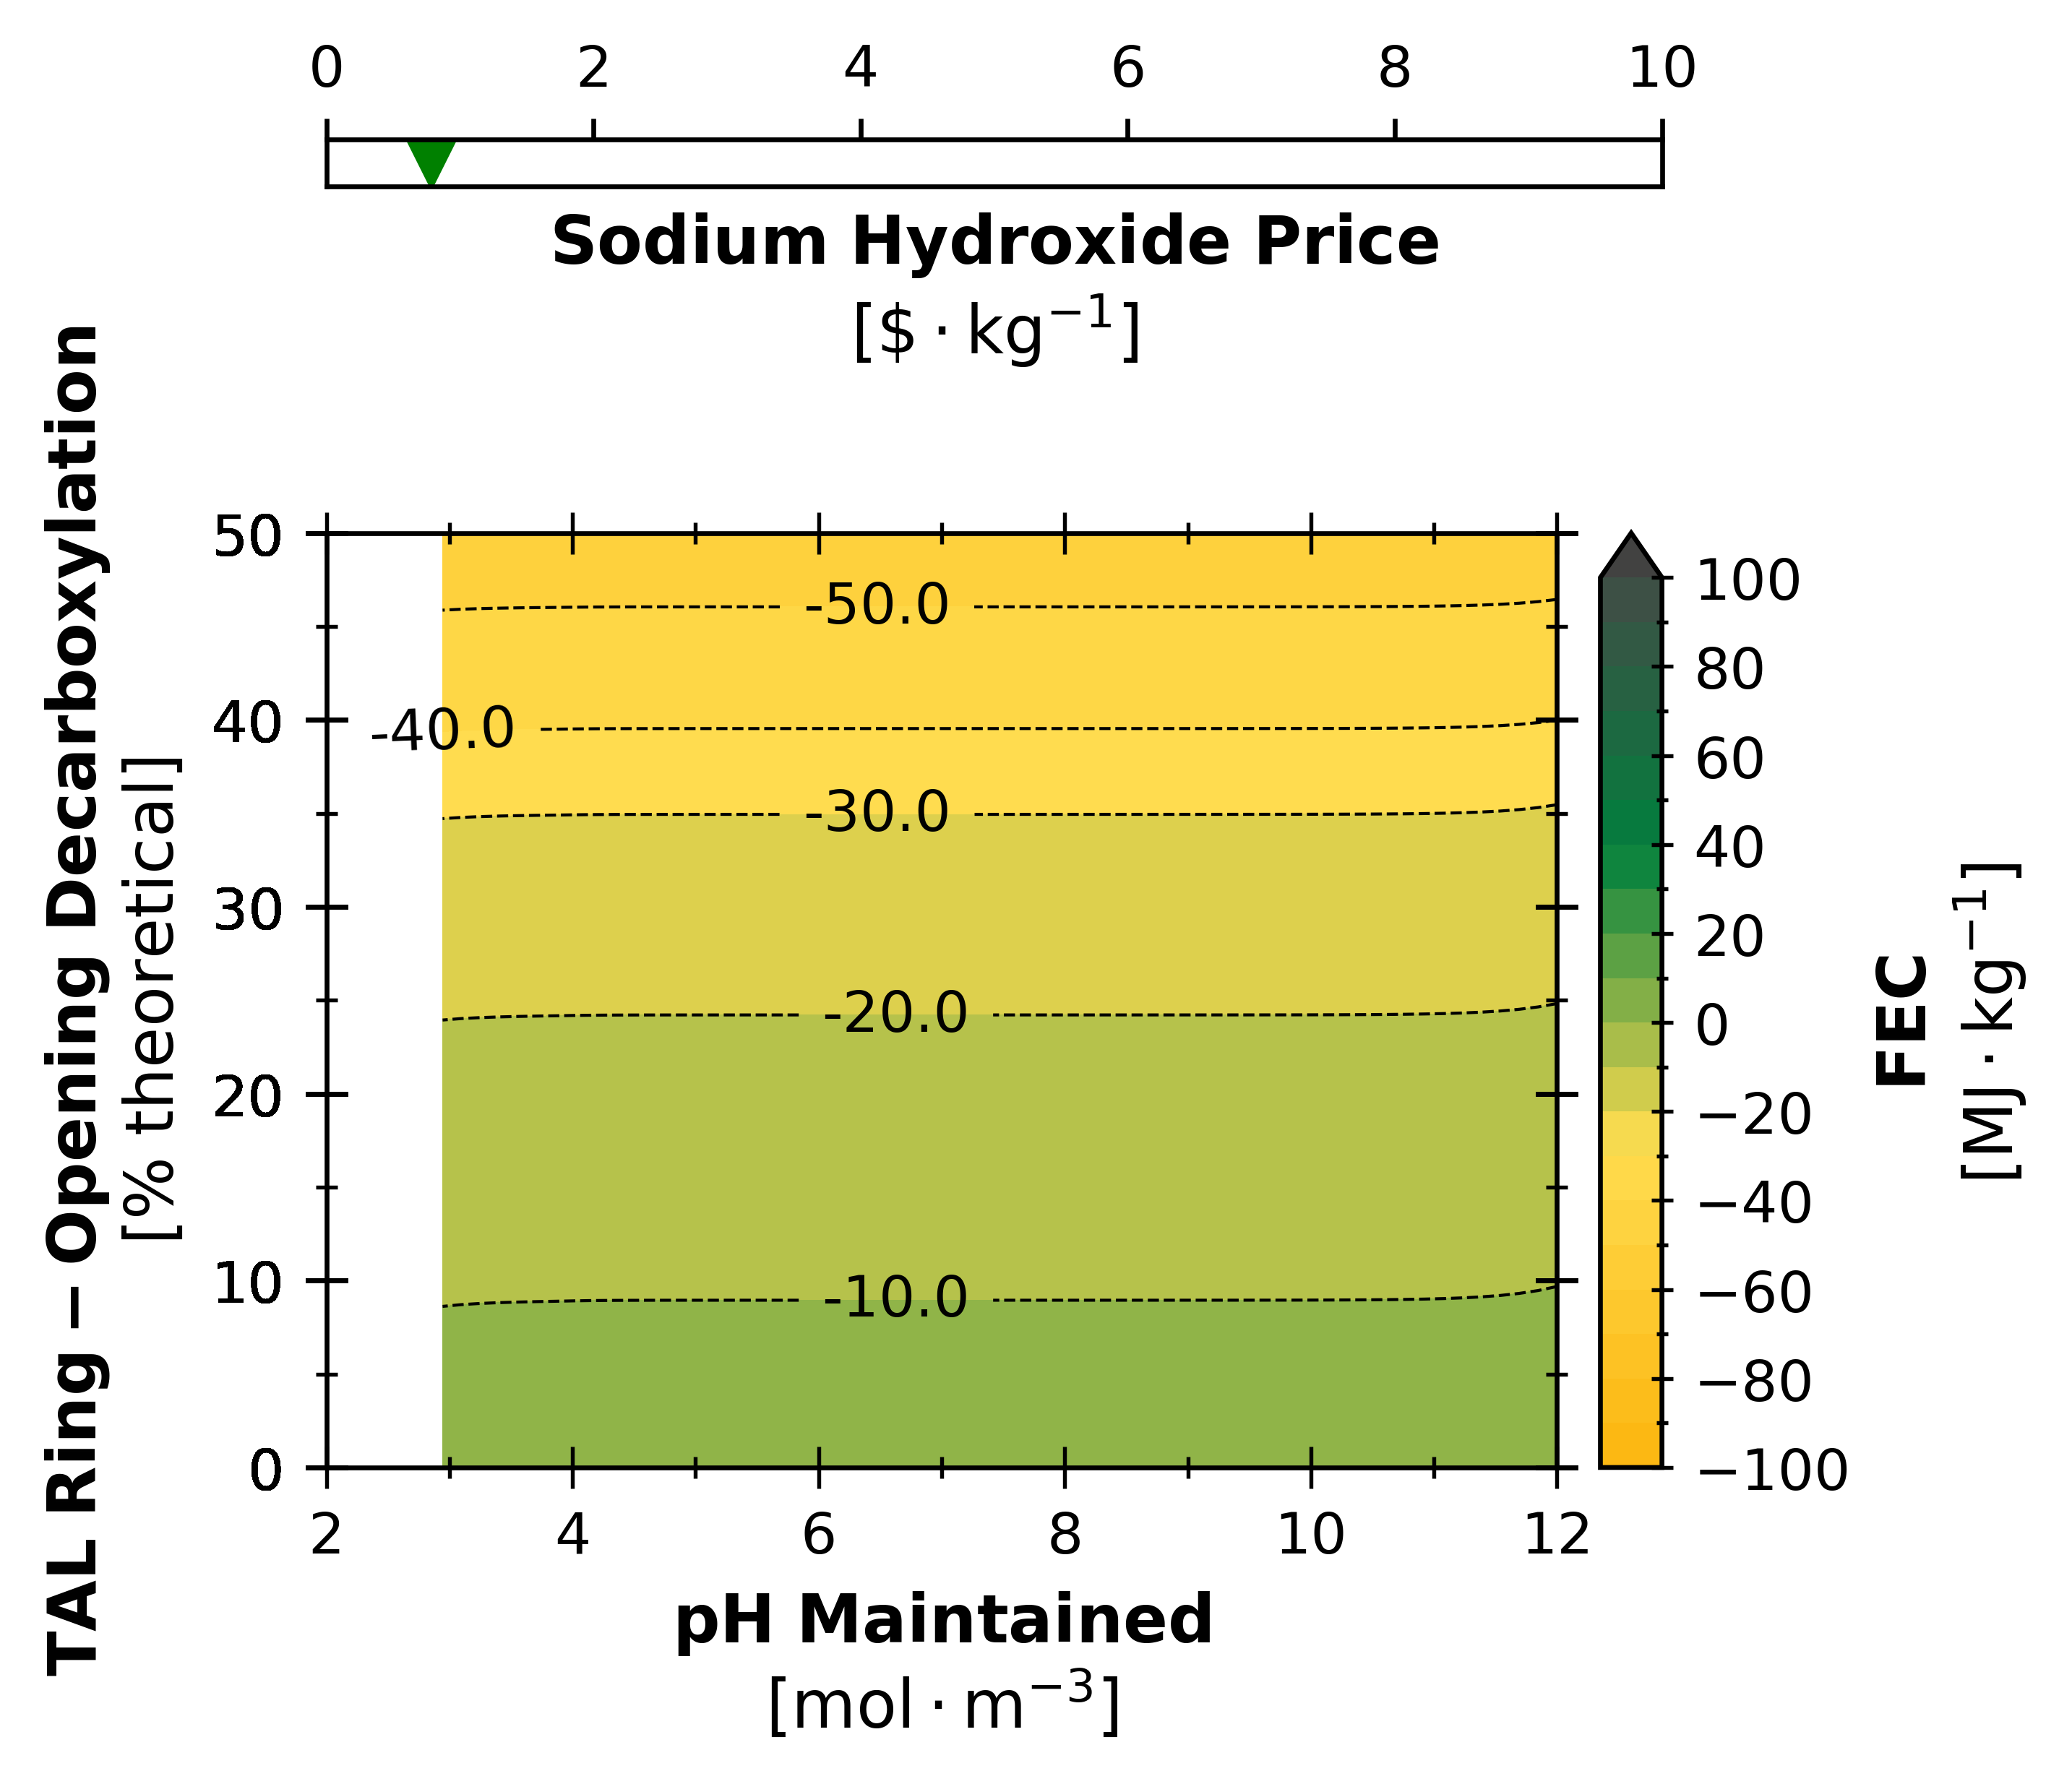 0 2 4 6 8 10
Sodium Hydroxide Price
[$ · kg⁻¹]
TAL Ring – Opening Decarboxylation
[% theoretical]
50
40
30
20
10
0
-50.0
-40.0
-30.0
-20.0
-10.0
2 4 6 8 10 12
pH Maintained
[mol · m⁻³]
100
80
60
40
20
0
−20
−40
−60
−80
−100
FEC
[MJ · kg⁻¹]